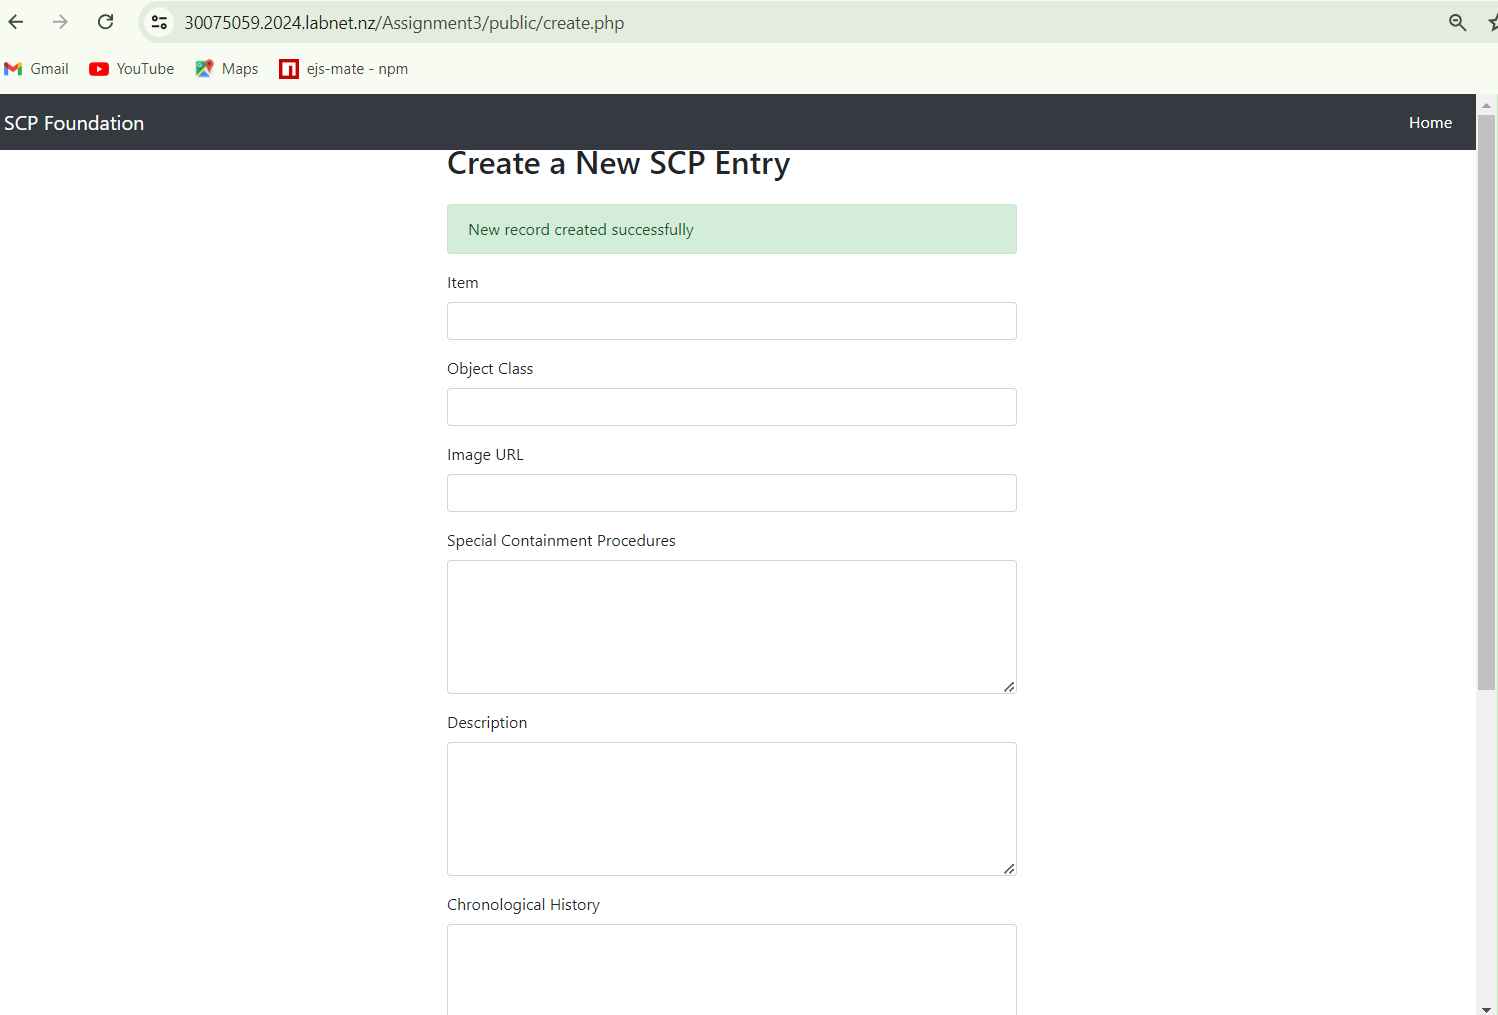 30075059.2024.labnet.nz/Assignment3/public/create.php
Gmail YouTube Maps ejs-mate - npm
SCP Foundation Home
Create a New SCP Entry
New record created successfully
Item
Object Class
Image URL
Special Containment Procedures
Description
Chronological History